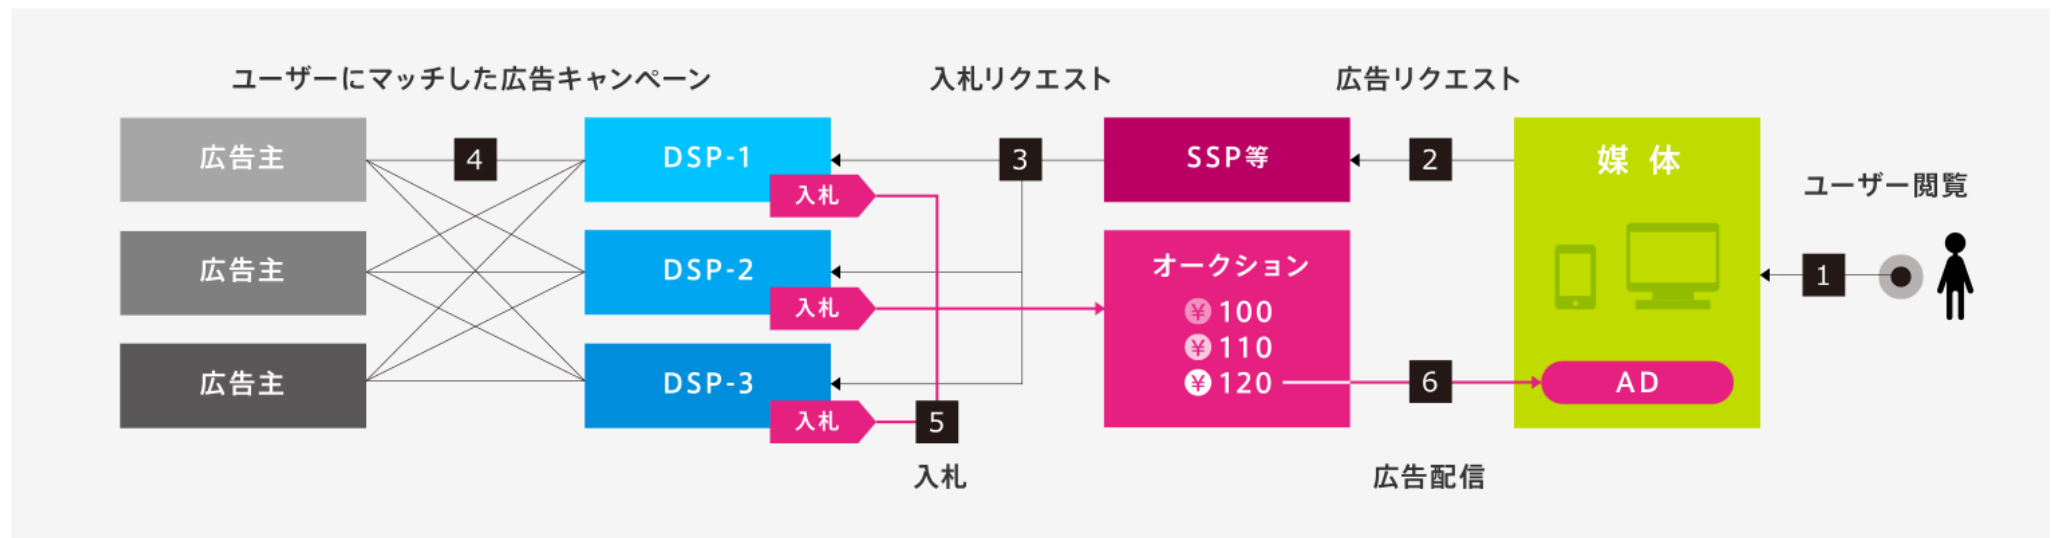 ユーザーにマッチした広告キャンペーン
入札リクエスト
広告リクエスト
広告主
4
DSP-1
入札
3
SSP等
2
媒体
ユーザー閲覧
1
広告主
DSP-2
入札
オークション
¥100
¥110
¥120
6
AD
広告主
DSP-3
入札
5
入札
広告配信